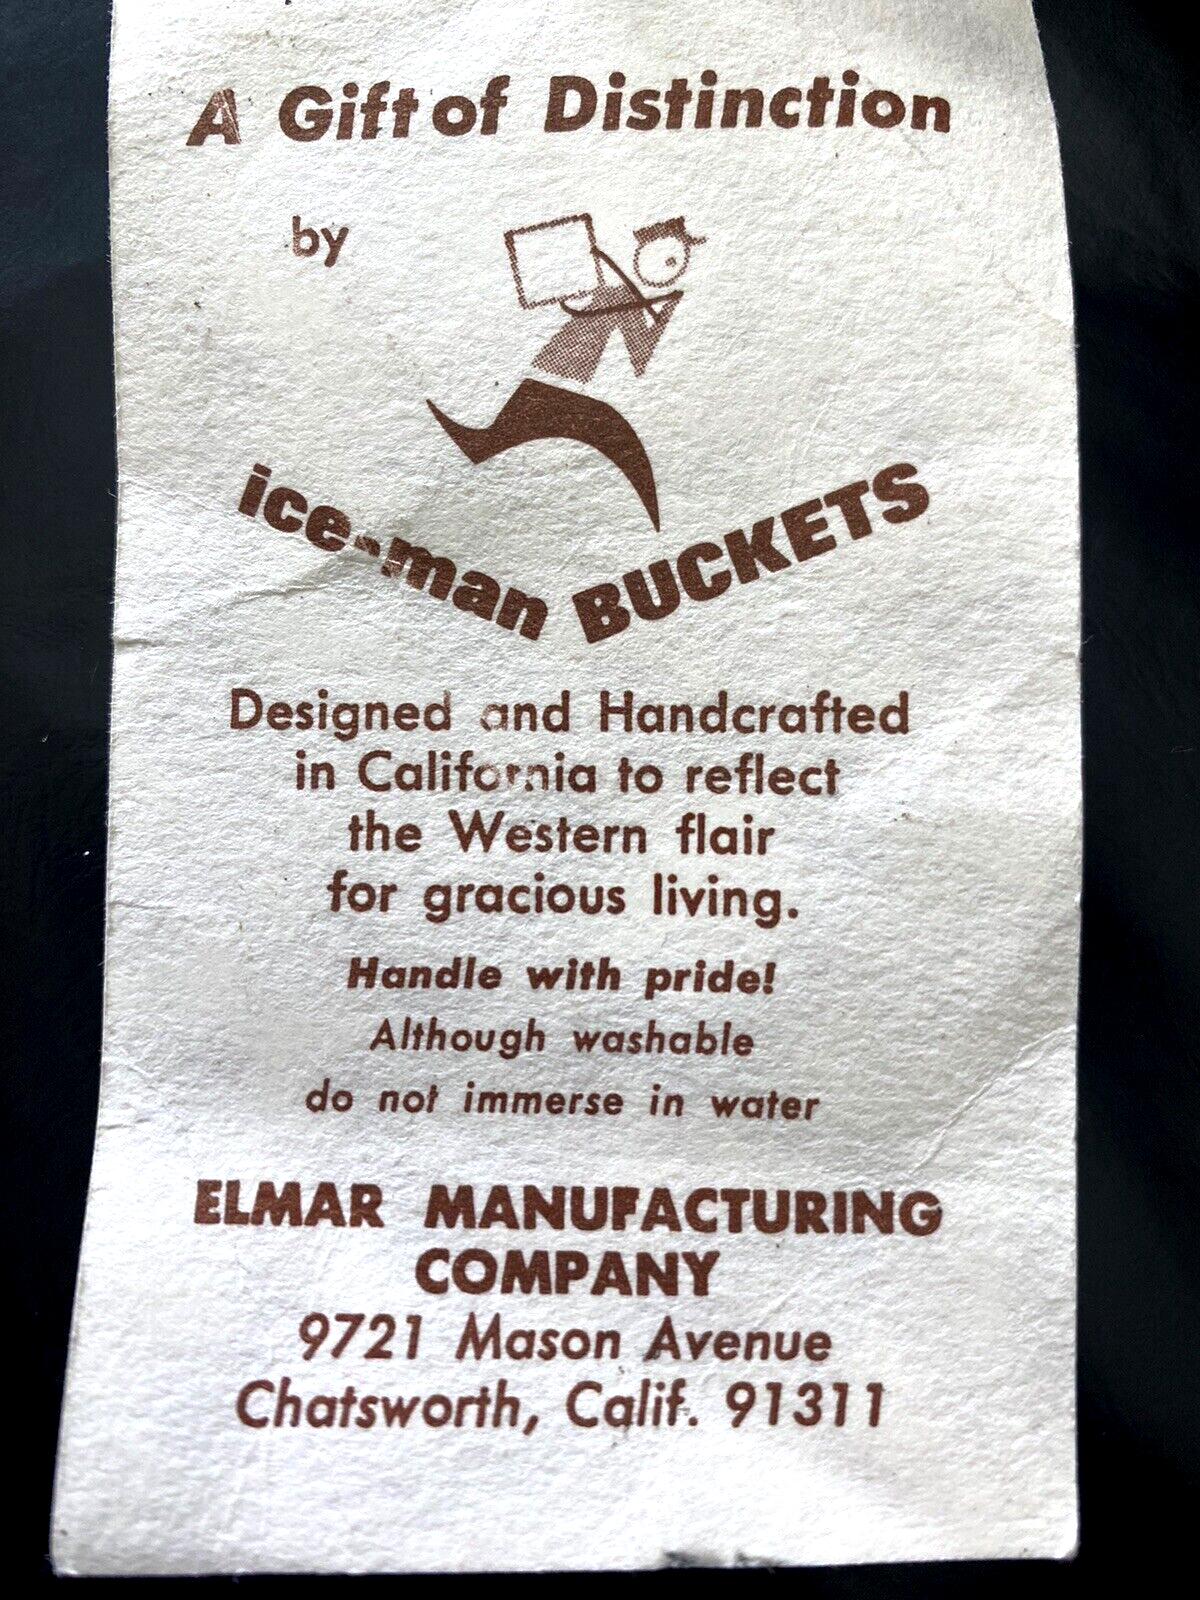 A Gift of Distinction
by
ice-man BUCKETS
Designed and Handcrafted
in California to reflect
the Western flair
for gracious living.
Handle with pride!
Although washable
do not immerse in water
ELMAR MANUFACTURING
COMPANY
9721 Mason Avenue
Chatsworth, Calif. 91311